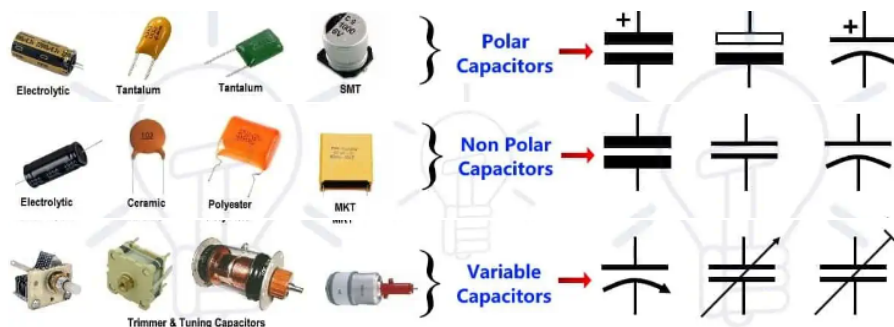 Electrolytic
Tantalum
Tantalum
SMT
Polar
Capacitors
+
+
Electrolytic
Ceramic
Polyester
MKT
Non Polar
Capacitors
Trimmer & Tuning Capacitors
Variable
Capacitors